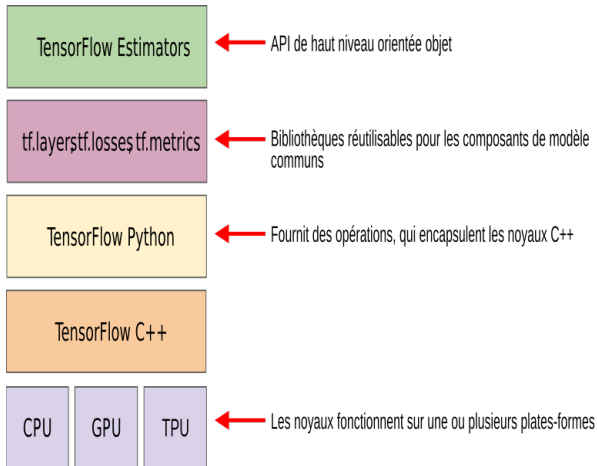 TensorFlow Estimators
API de haut niveau orientée objet
tf.layers, tf.losses, tf.metrics
Bibliothèques réutilisables pour les composants de modèle
communs
TensorFlow Python
Fournit des opérations, qui encapsulent les noyaux C++
TensorFlow C++
CPU
GPU
TPU
Les noyaux fonctionnent sur une ou plusieurs plates-formes